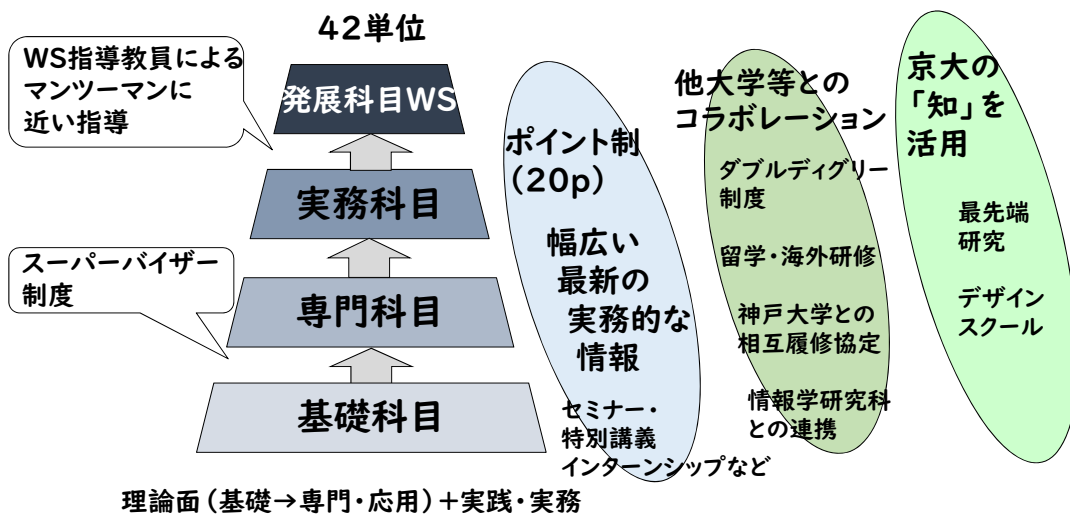 42単位
WS指導教員による
マンツーマンに
近い指導
発展科目WS
実務科目
スーパーバイザー
制度
専門科目
基礎科目
理論面(基礎→専門・応用)+実践・実務
ポイント制
(20p)
幅広い
最新の
実務的な
情報
セミナー・
特別講義
インターンシップなど
他大学等との
コラボレーション
ダブルディグリー
制度
留学・海外研修
神戸大学との
相互履修協定
情報学研究科
との連携
京大の
「知」を
活用
最先端
研究
デザイン
スクール